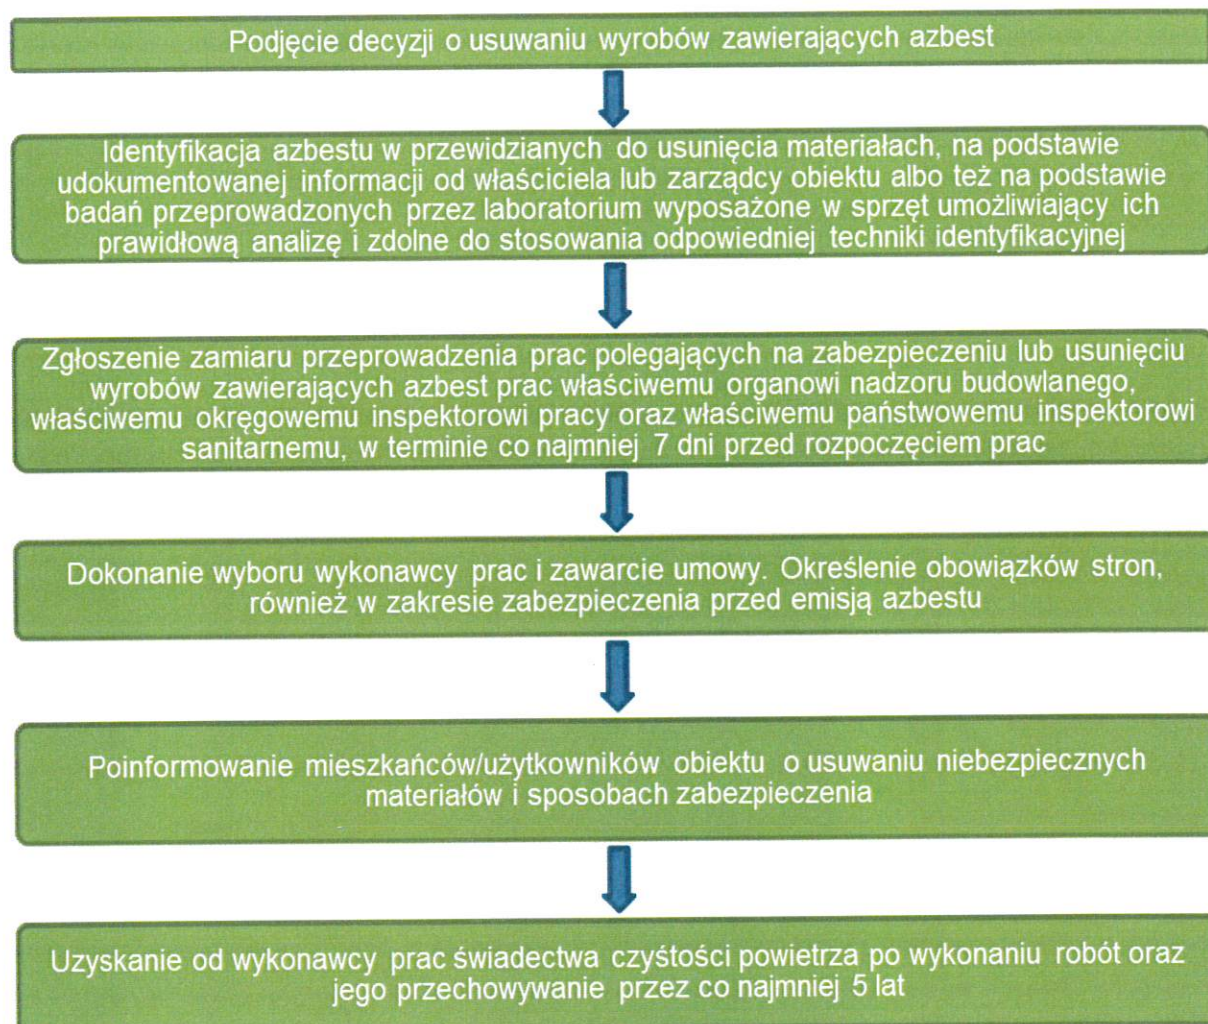 Podjęcie decyzji o usuwaniu wyrobów zawierających azbest
Identyfikacja azbestu w przewidzianych do usunięcia materiałach, na podstawie
udokumentowanej informacji od właściciela lub zarządcy obiektu albo też na podstawie
badań przeprowadzonych przez laboratorium wyposażone w sprzęt umożliwiający ich
prawidłową analizę i zdolne do stosowania odpowiedniej techniki identyfikacyjnej
Zgłoszenie zamiaru przeprowadzenia prac polegających na zabezpieczeniu lub usunięciu
wyrobów zawierających azbest prac właściwemu organowi nadzoru budowlanego,
właściwemu okręgowemu inspektorowi pracy oraz właściwemu państwowemu inspektorowi
sanitarnemu, w terminie co najmniej 7 dni przed rozpoczęciem prac
Dokonanie wyboru wykonawcy prac i zawarcie umowy. Określenie obowiązków stron,
również w zakresie zabezpieczenia przed emisją azbestu
Poinformowanie mieszkańców/użytkowników obiektu o usuwaniu niebezpiecznych
materiałów i sposobach zabezpieczenia
Uzyskanie od wykonawcy prac świadectwa czyśtości powietrza po wykonaniu robót oraz
jego przechowywanie przez co najmniej 5 lat